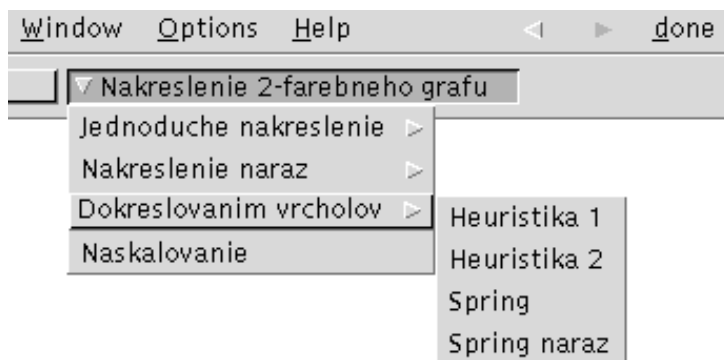 Window Options Help done
Nakreslenie 2-farebneho grafu
Jednoduche nakreslenie
Nakreslenie naraz
Dokreslovanim vrcholov
Naskalovanie
Heuristika 1
Heuristika 2
Spring
Spring naraz